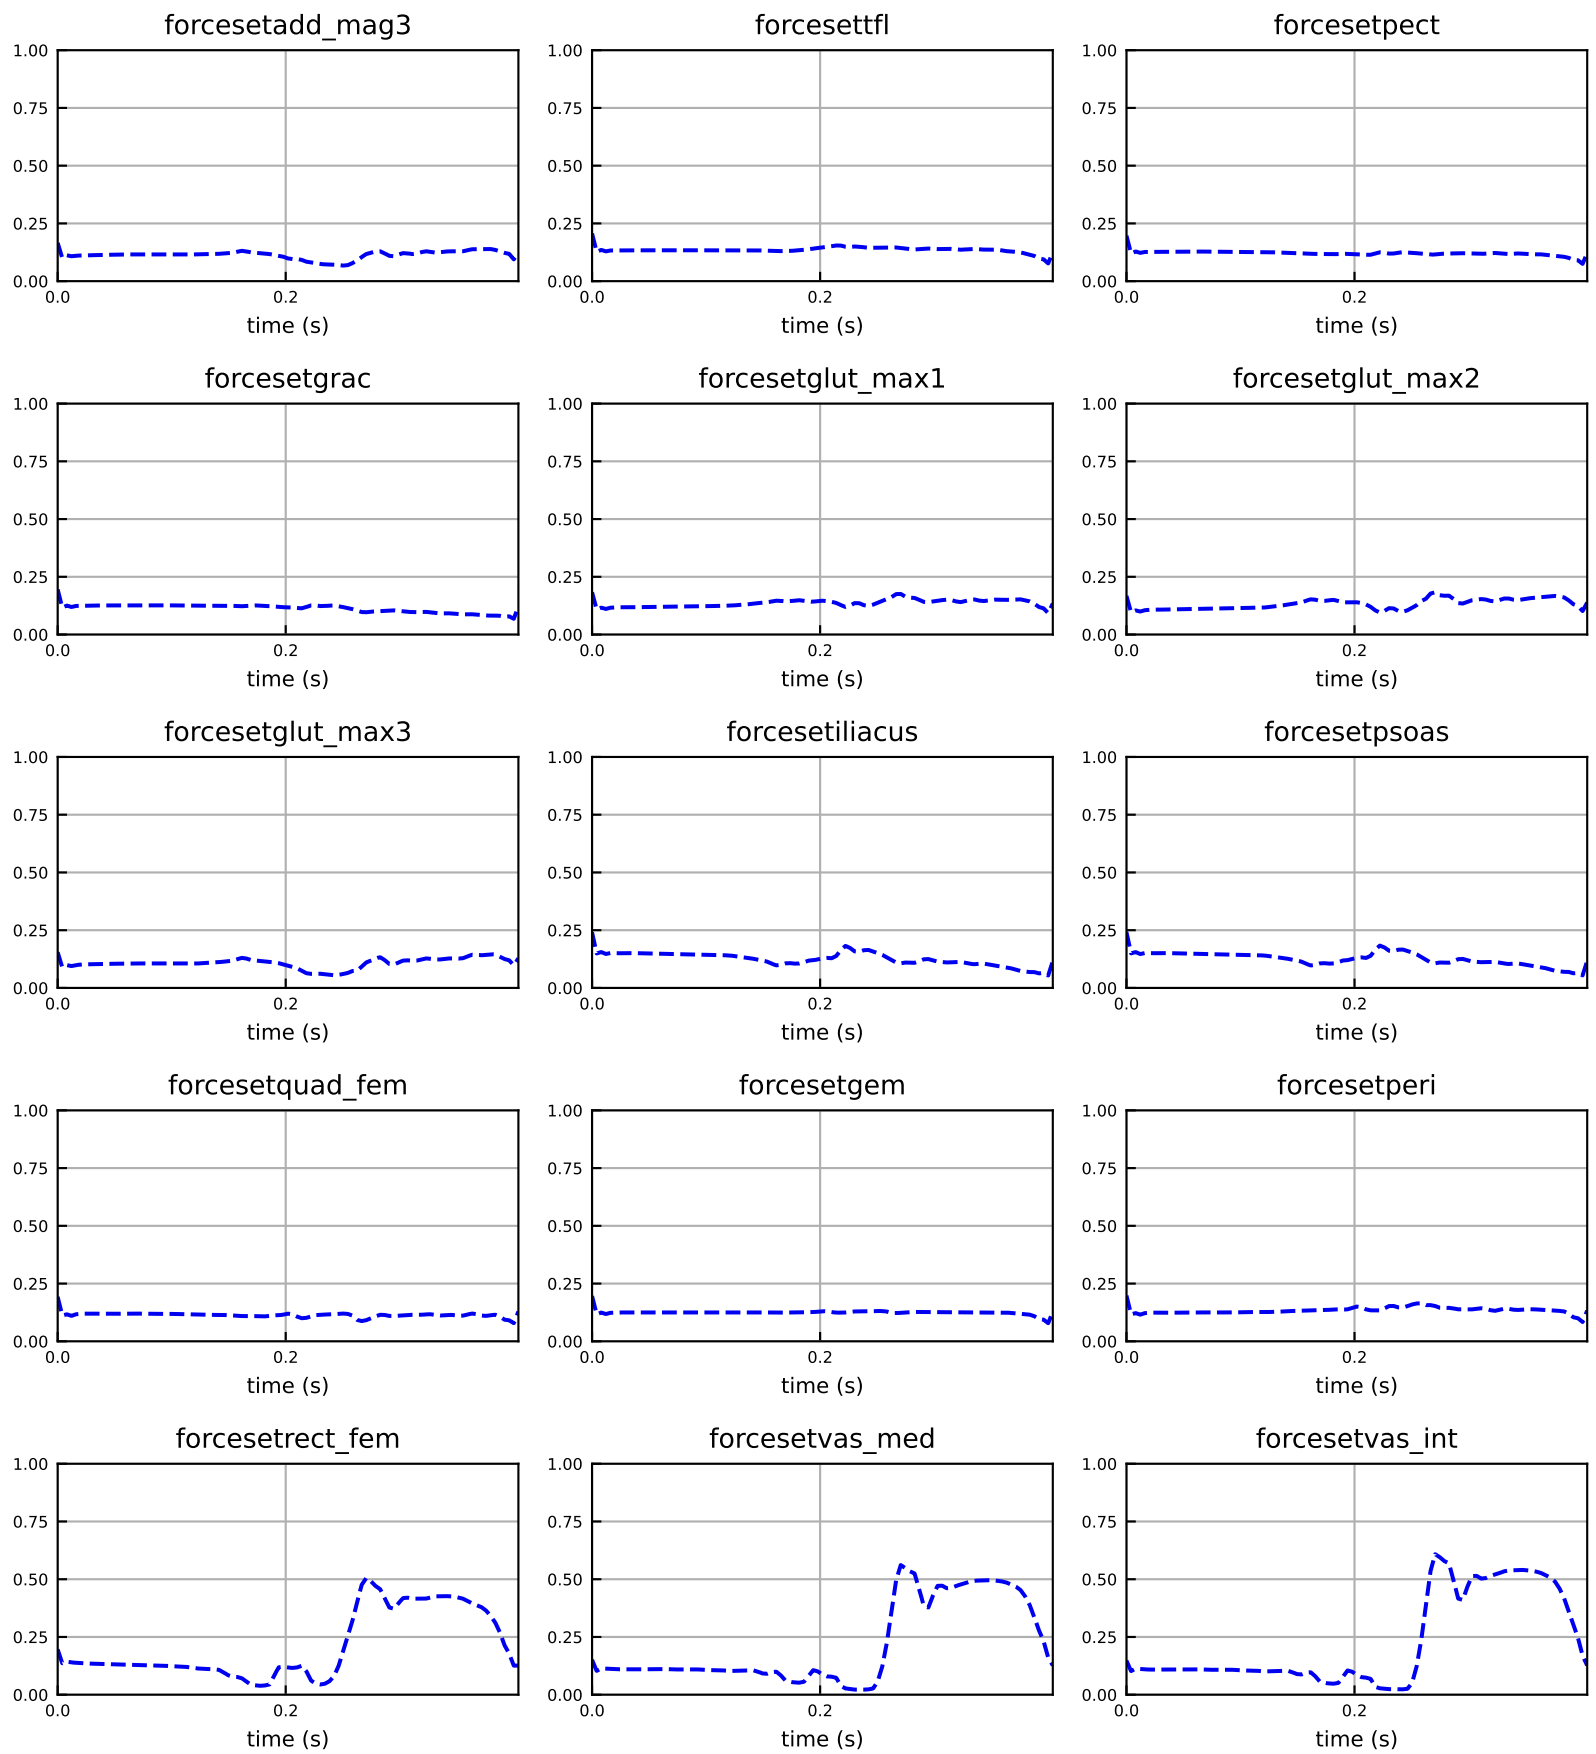 forcesetadd_mag3 forcesettfl forcesetpect
1.00 1.00 1.00
0.75 0.75 0.75
0.50 0.50 0.50
0.25 0.25 0.25
0.00 0.00 0.00
0.0 0.2 0.0 0.2 0.0 0.2
time (s) time (s) time (s)
forcesetgrac forcesetglut_max1 forcesetglut_max2
1.00 1.00 1.00
0.75 0.75 0.75
0.50 0.50 0.50
0.25 0.25 0.25
0.00 0.00 0.00
0.0 0.2 0.0 0.2 0.0 0.2
time (s) time (s) time (s)
forcesetglut_max3 forcesetiliacus forcesetpsoas
1.00 1.00 1.00
0.75 0.75 0.75
0.50 0.50 0.50
0.25 0.25 0.25
0.00 0.00 0.00
0.0 0.2 0.0 0.2 0.0 0.2
time (s) time (s) time (s)
forcesetquad_fem forcesetgem forcesetperi
1.00 1.00 1.00
0.75 0.75 0.75
0.50 0.50 0.50
0.25 0.25 0.25
0.00 0.00 0.00
0.0 0.2 0.0 0.2 0.0 0.2
time (s) time (s) time (s)
forcesetrect_fem forcesetvas_med forcesetvas_int
1.00 1.00 1.00
0.75 0.75 0.75
0.50 0.50 0.50
0.25 0.25 0.25
0.00 0.00 0.00
0.0 0.2 0.0 0.2 0.0 0.2
time (s) time (s) time (s)